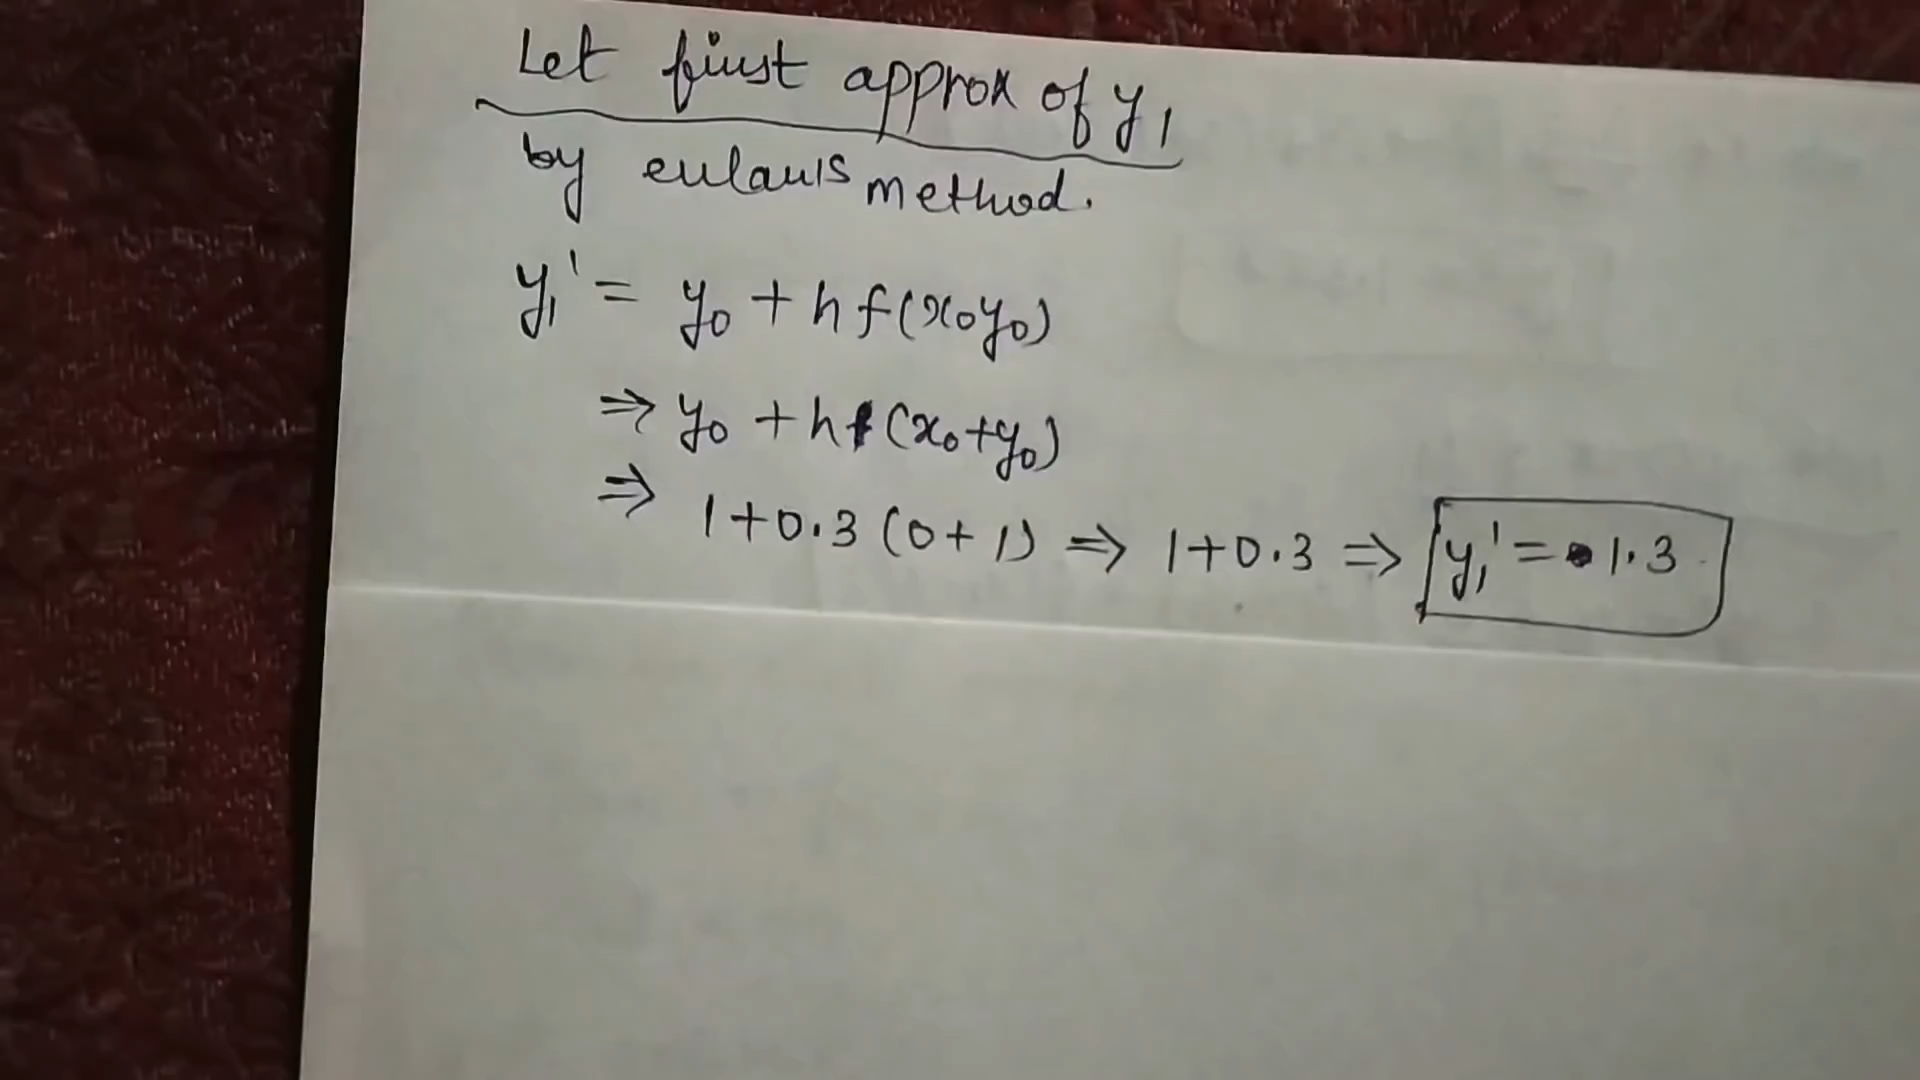 Let first approx of y₁
by eulaı's method.
y₁' = y₀ + h f(x₀y₀)
⇒ y₀ + h (x₀+y₀)
⇒ 1+0.3 (0+1) ⇒ 1+0.3 ⇒ y₁' = 1.3